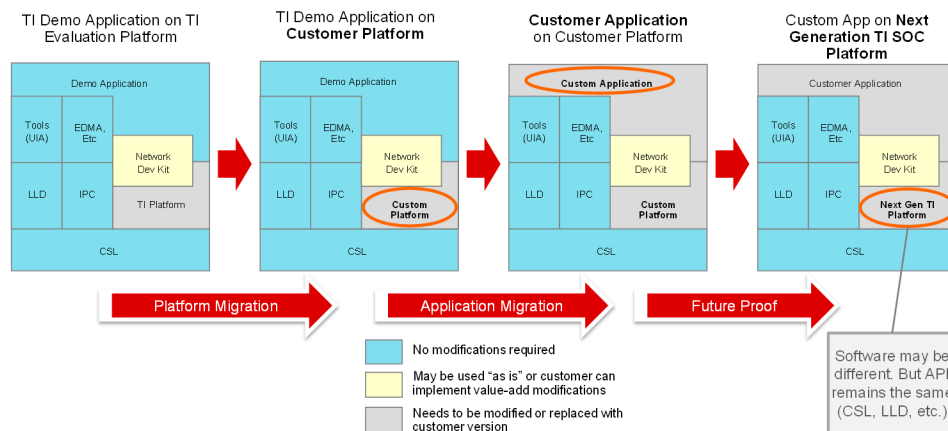 TI Demo Application on TI
Evaluation Platform
TI Demo Application on
Customer Platform
Customer Application
on Customer Platform
Custom App on Next
Generation TI SOC
Platform
Demo Application
Tools
(UIA)
EDMA,
Etc
Network
Dev Kit
LLD
IPC
TI Platform
CSL
Demo Application
Tools
(UIA)
EDMA,
Etc
Network
Dev Kit
LLD
IPC
Custom
Platform
CSL
Custom Application
Tools
(UIA)
EDMA,
Etc
Network
Dev Kit
LLD
IPC
Custom
Platform
CSL
Customer Application
Tools
(UIA)
EDMA,
Etc
Network
Dev Kit
LLD
IPC
Next Gen TI
Platform
CSL
Platform Migration
Application Migration
Future Proof
No modifications required
May be used “as is” or customer can
implement value-add modifications
Needs to be modified or replaced with
customer version
Software may be
different. But API
remains the same
(CSL, LLD, etc.)